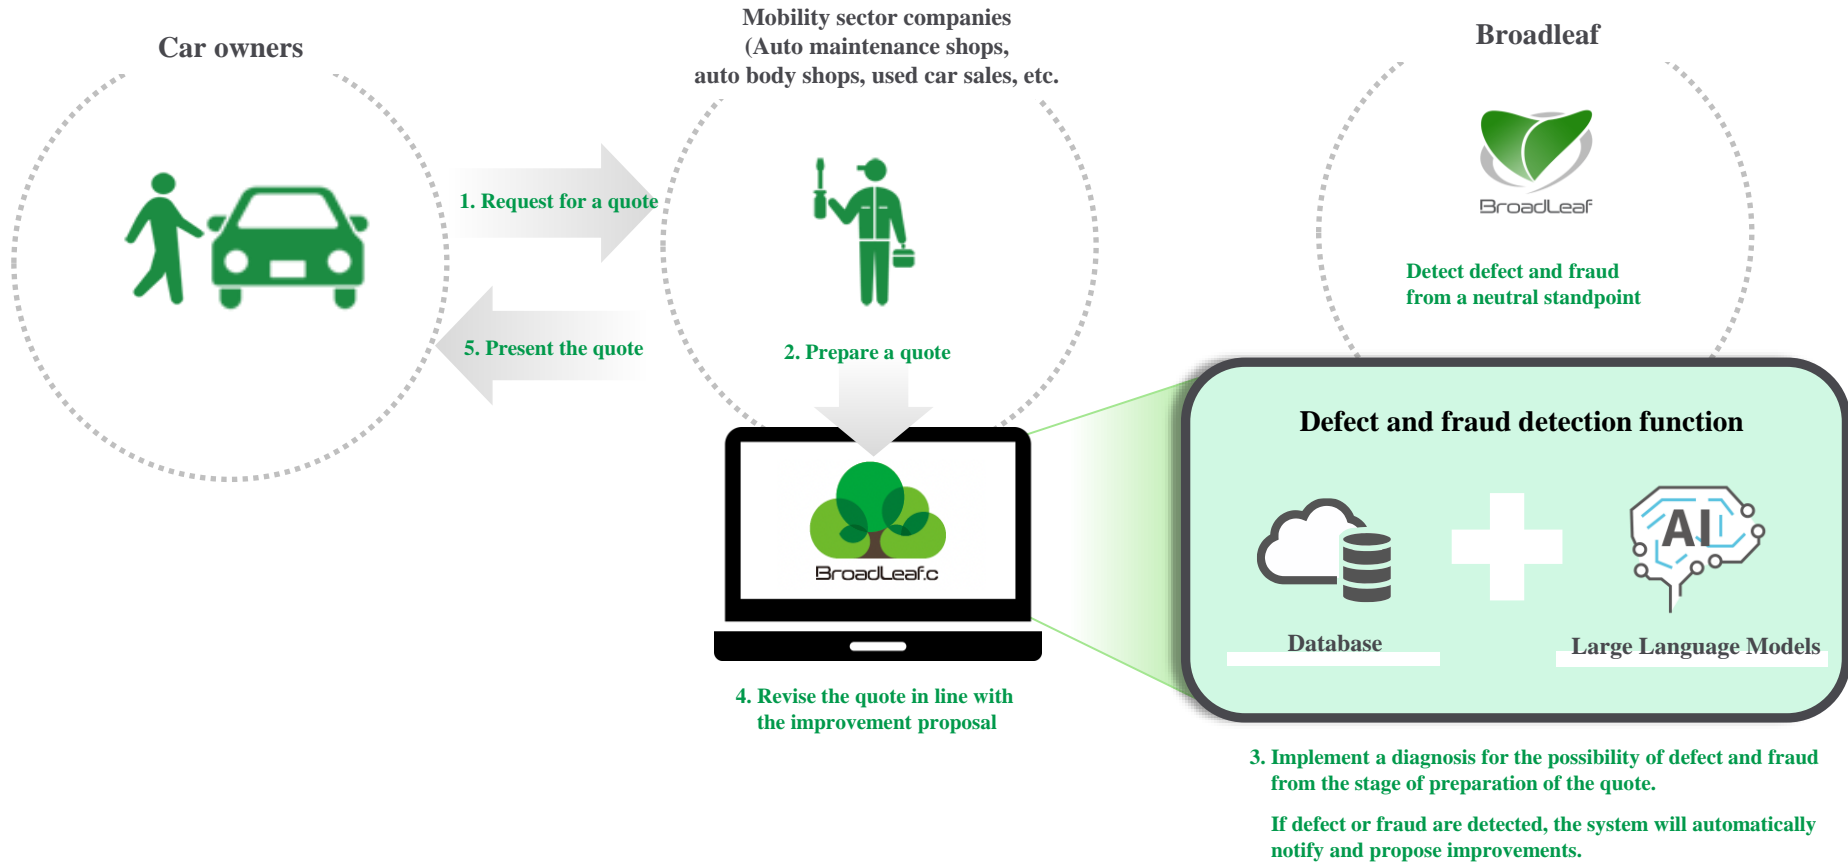 Car owners
Mobility sector companies
(Auto maintenance shops,
auto body shops, used car sales, etc.
Broadleaf
1. Request for a quote
5. Present the quote
2. Prepare a quote
BroadLeaf.c
4. Revise the quote in line with
the improvement proposal
BroadLeaf
Detect defect and fraud
from a neutral standpoint
Defect and fraud detection function
AI
Database
Large Language Models
3. Implement a diagnosis for the possibility of defect and fraud
from the stage of preparation of the quote.
If defect or fraud are detected, the system will automatically
notify and propose improvements.